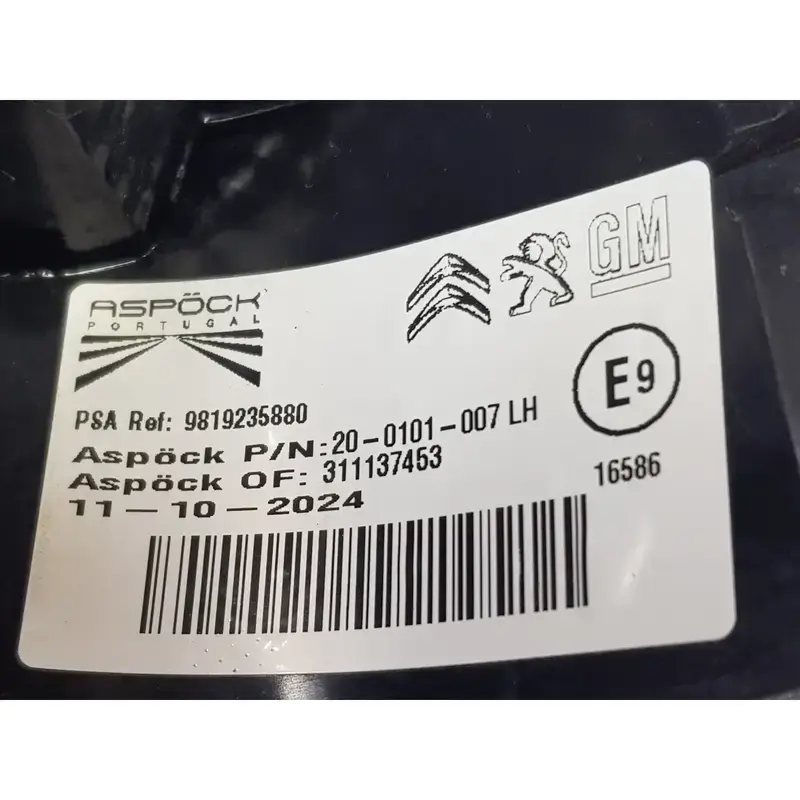 ASPÖCK
PORTUGAL
GM
E9
PSA Ref: 9819235880
Aspöck P/N:20-0101-007 LH
Aspöck OF: 311137453
16586
11-10-2024